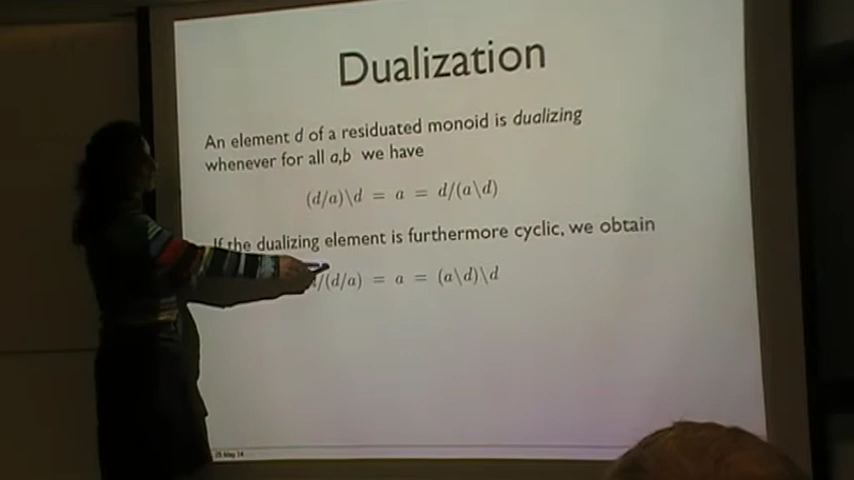 Dualization
An element d of a residuated monoid is dualizing
whenever for all a,b we have
(d/a)\d = a = d/(a\d)
If the dualizing element is furthermore cyclic, we obtain
/(d/a) = a = (a\d)\d